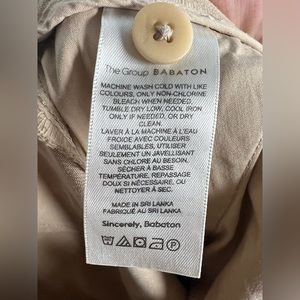 The Group BABATON
MACHINE WASH COLD WITH LIKE
COLOURS, ONLY NON-CHLORINE
BLEACH WHEN NEEDED,
TUMBLE DRY LOW, COOL IRON
ONLY IF NEEDED, OR DRY
CLEAN.
LAVER À LA MACHINE À L'EAU
FROIDE AVEC COULEURS
SEMBLABLES, UTILISER
SEULEMENT UN JAVELLISANT
SANS CHLORE AU BESOIN,
SÉCHER À BASSE
TEMPÉRATURE, REPASSAGE
DOUX SI NÉCESSAIRE, OU
NETTOYER À SEC.
MADE IN SRI LANKA
FABRIQUÉ AU SRI LANKA
Sincerely, Babaton
P